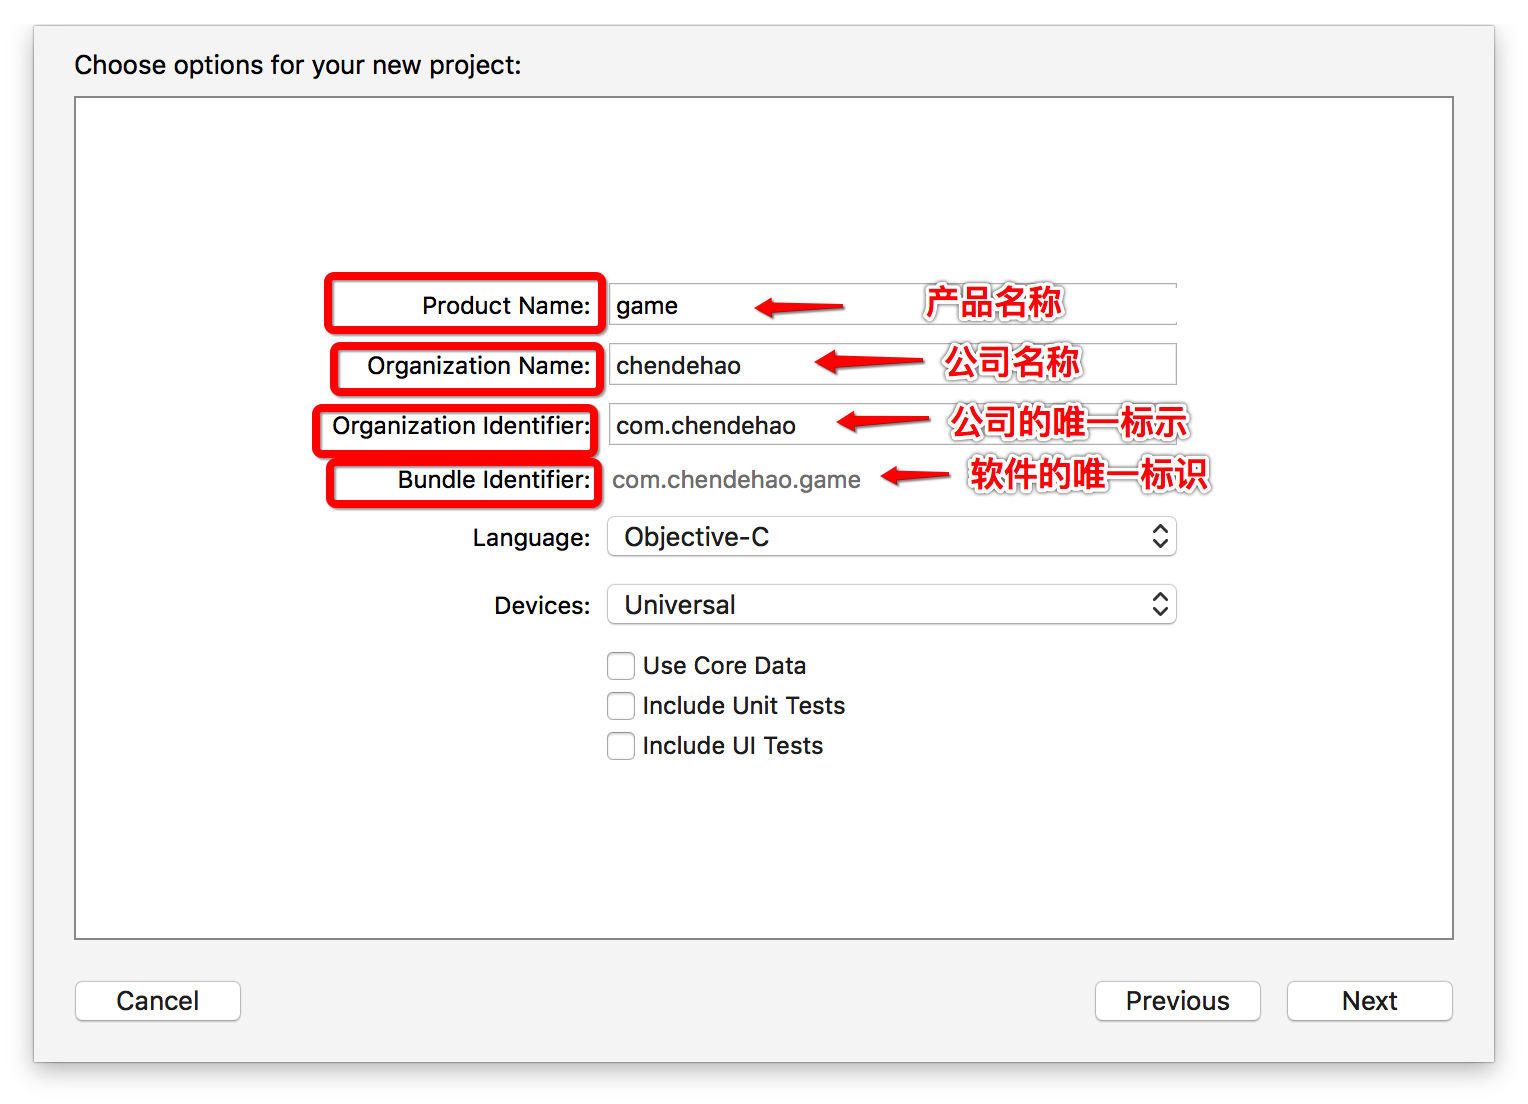 Choose options for your new project:
Product Name: game 产品名称
Organization Name: chendehao 公司名称
Organization Identifier: com.chendehao 公司的唯一标示
Bundle Identifier: com.chendehao.game 软件的唯一标识
Language: Objective-C
Devices: Universal
Use Core Data
Include Unit Tests
Include UI Tests
Cancel Previous Next